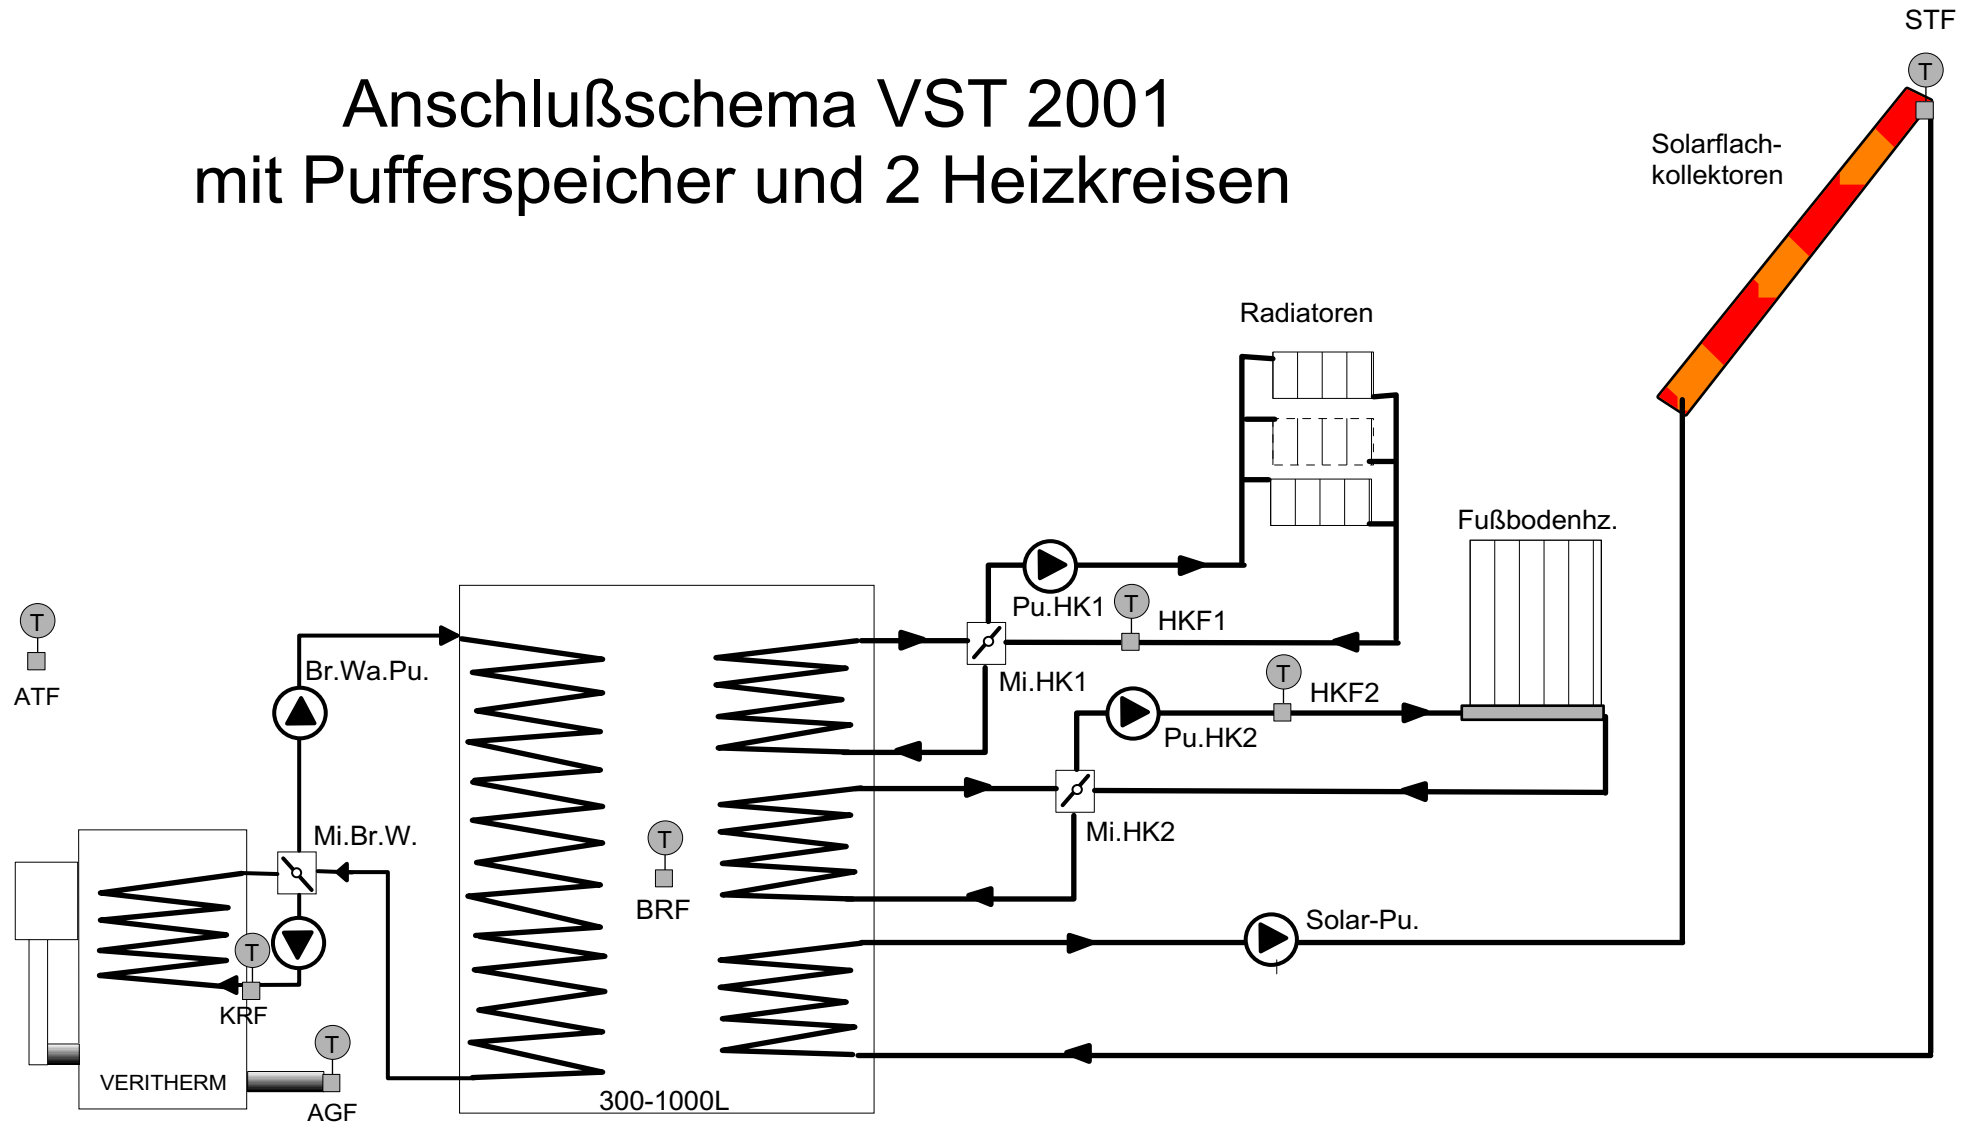 STF
T
Anschlußschema VST 2001
mit Pufferspeicher und 2 Heizkreisen
Solarflach-
kollektoren
Radiatoren
Fußbodenhz.
T
Pu.HK1
T
HKF1
ATF
Br.Wa.Pu.
Mi.HK1
T
HKF2
Pu.HK2
Mi.Br.W.
T
BRF
Mi.HK2
Solar-Pu.
T
KRF
T
VERITHERM
AGF
300-1000L